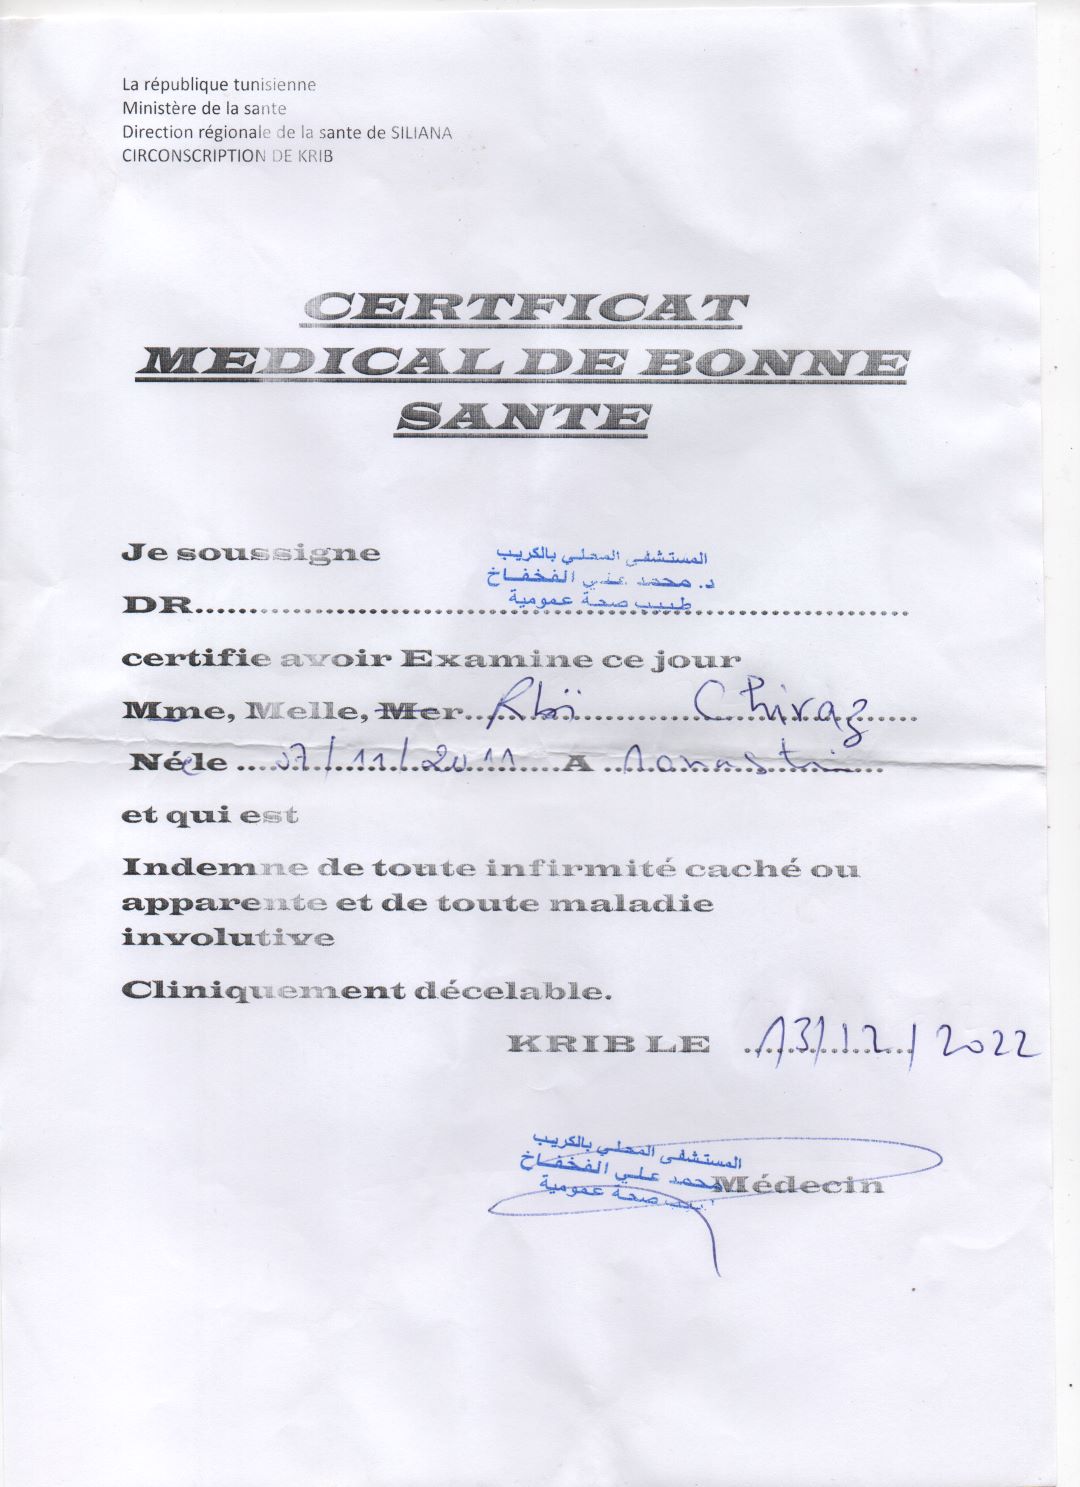 La république tunisienne
Ministère de la sante
Direction régionale de la sante de SILIANA
CIRCONSCRIPTION DE KRIB
CERTFICAT
MEDICAL DE BONNE
SANTE
Je soussigne
المستشفى المحلي بالكريب
د. محمد علي الفخفاخ
طبيب صحة عمومية
DR..............................................................................
certifie avoir Examine ce jour
Mme, Melle, Mer.... Rbii ............ Chiraz ......
Née le .... 07/11/2011 ......A ... Monastir ...
et qui est
Indemne de toute infirmité caché ou
apparente et de toute maladie
involutive
Cliniquement décelable.
KRIB LE 13/12/2022
المستشفى المحلي بالكريب
محمد علي الفخفاخ
طبيب صحة عمومية
Médecin